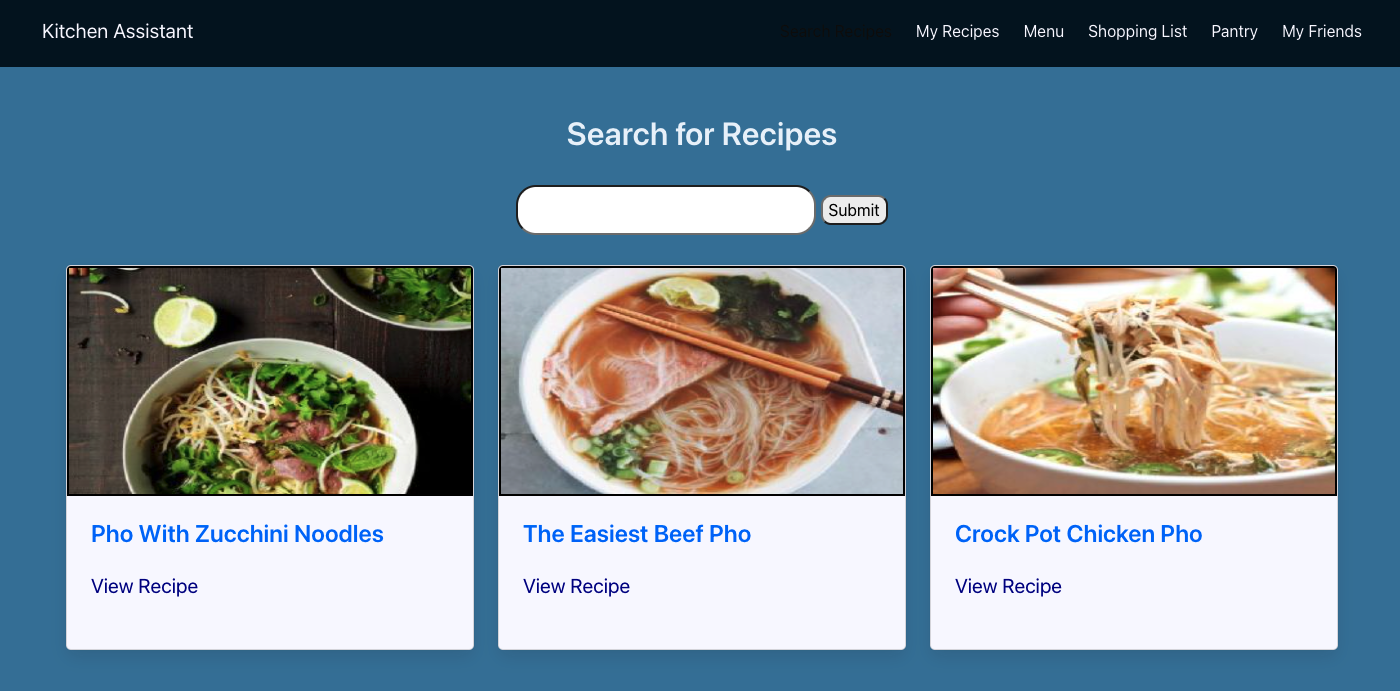 Kitchen Assistant
My Recipes Menu Shopping List Pantry My Friends
Search for Recipes
Submit
Pho With Zucchini Noodles
View Recipe
The Easiest Beef Pho
View Recipe
Crock Pot Chicken Pho
View Recipe